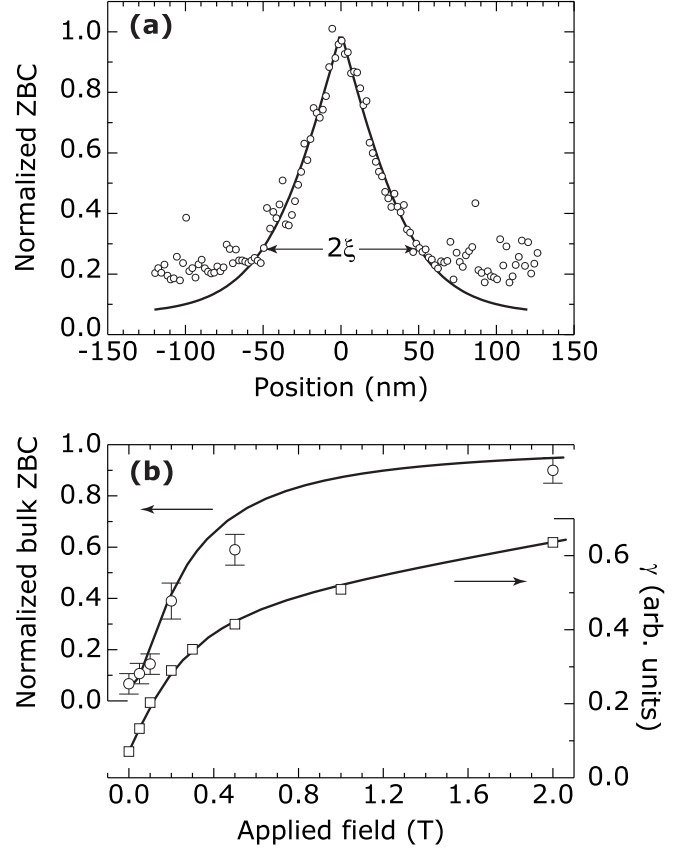 (a)
Normalized ZBC
1.0
0.8
0.6
0.4
0.2
0.0
2ξ
-150 -100 -50 0 50 100 150
Position (nm)
(b)
Normalized bulk ZBC
1.0
0.8
0.6
0.4
0.2
0.0
0.6
0.4
0.2
0.0
γ (arb. units)
0.0 0.4 0.8 1.2 1.6 2.0
Applied field (T)